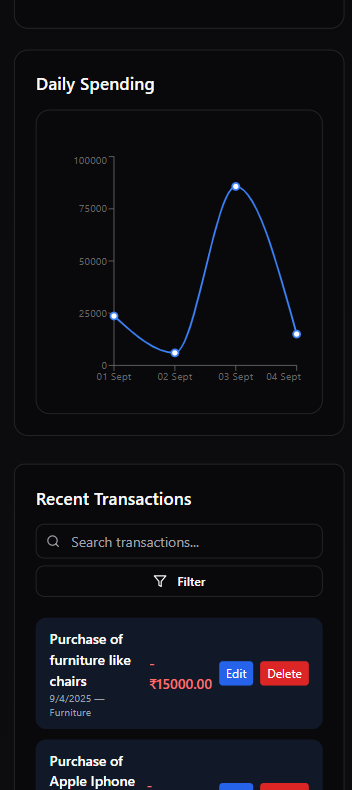 Daily Spending
100000
75000
50000
25000
0
01 Sept 02 Sept 03 Sept 04 Sept
Recent Transactions
Search transactions...
Filter
Purchase of
furniture like
chairs
9/4/2025 —
Furniture
-
₹15000.00
Edit
Delete
Purchase of
Apple Iphone
-